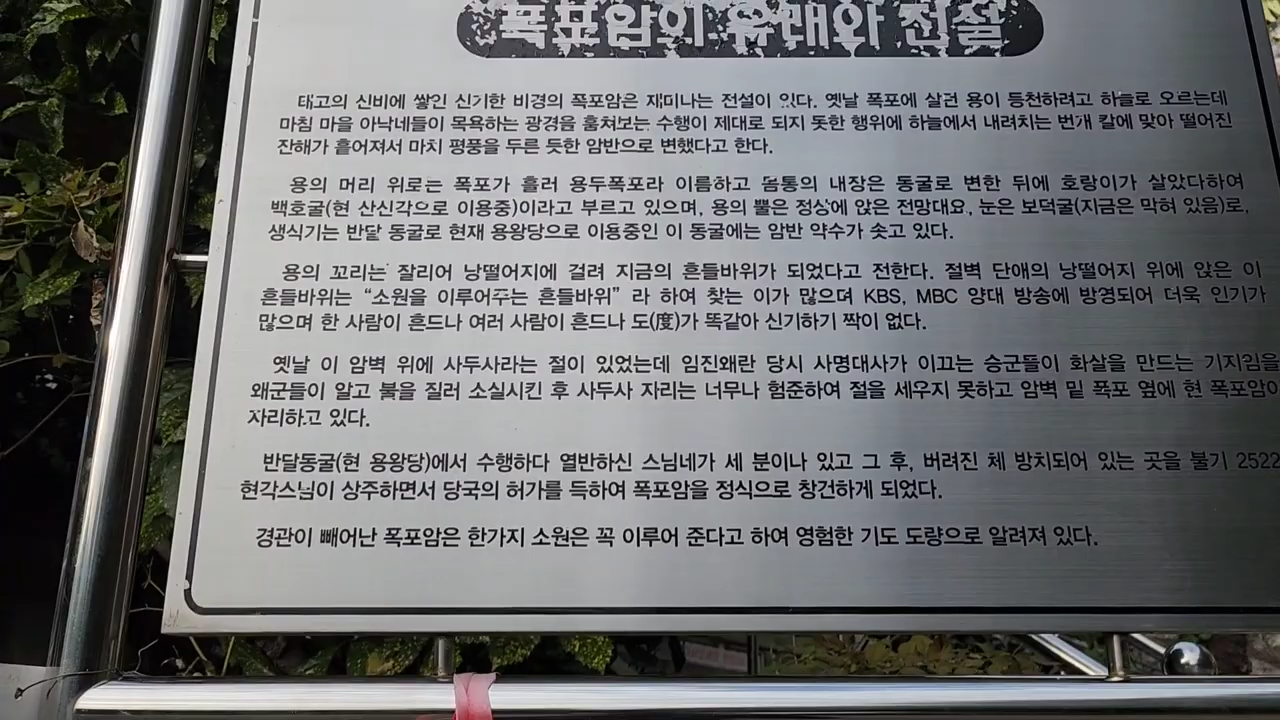 폭포암의 유래와 전설
태고의 신비에 쌓인 신기한 비경의 폭포암은 재미나는 전설이 있다. 옛날 폭포에 살던 용이 등천하려고 하늘로 오르는데
마침 마을 아낙네들이 목욕하는 광경을 훔쳐보는 수행이 제대로 되지 못한 행위에 하늘에서 내려치는 번개 칼에 맞아 떨어진
잔해가 흩어져서 마치 평풍을 두른 듯한 암반으로 변했다고 한다.
용의 머리 위로는 폭포가 흘러 용두폭포라 이름하고 몸통의 내장은 동굴로 변한 뒤에 호랑이가 살았다하여
백호굴(현 산신각으로 이용중)이라고 부르고 있으며, 용의 뿔은 정상에 앉은 전망대요, 눈은 보덕굴(지금은 막혀 있음)로,
생식기는 반달 동굴로 현재 용왕당으로 이용중인 이 동굴에는 암반 약수가 솟고 있다.
용의 꼬리는 잘리어 낭떨어지에 걸려 지금의 흔들바위가 되었다고 전한다. 절벽 단애의 낭떨어지 위에 앉은 이
흔들바위는 “소원을 이루어주는 흔들바위” 라 하여 찾는 이가 많으며 KBS, MBC 양대 방송에 방영되어 더욱 인기가
많으며 한 사람이 흔드나 여러 사람이 흔드나 도(度)가 똑같아 신기하기 짝이 없다.
옛날 이 암벽 위에 사두사라는 절이 있었는데 임진왜란 당시 사명대사가 이끄는 승군들이 화살을 만드는 기지임을
왜군들이 알고 불을 질러 소실시킨 후 사두사 자리는 너무나 험준하여 절을 세우지 못하고 암벽 밑 폭포 옆에 현 폭포암이
자리하고 있다.
반달동굴(현 용왕당)에서 수행하다 열반하신 스님네가 세 분이나 있고 그 후, 버려진 체 방치되어 있는 곳을 불기 2522
현각스님이 상주하면서 당국의 허가를 득하여 폭포암을 정식으로 창건하게 되었다.
경관이 빼어난 폭포암은 한가지 소원은 꼭 이루어 준다고 하여 영험한 기도 도량으로 알려져 있다.